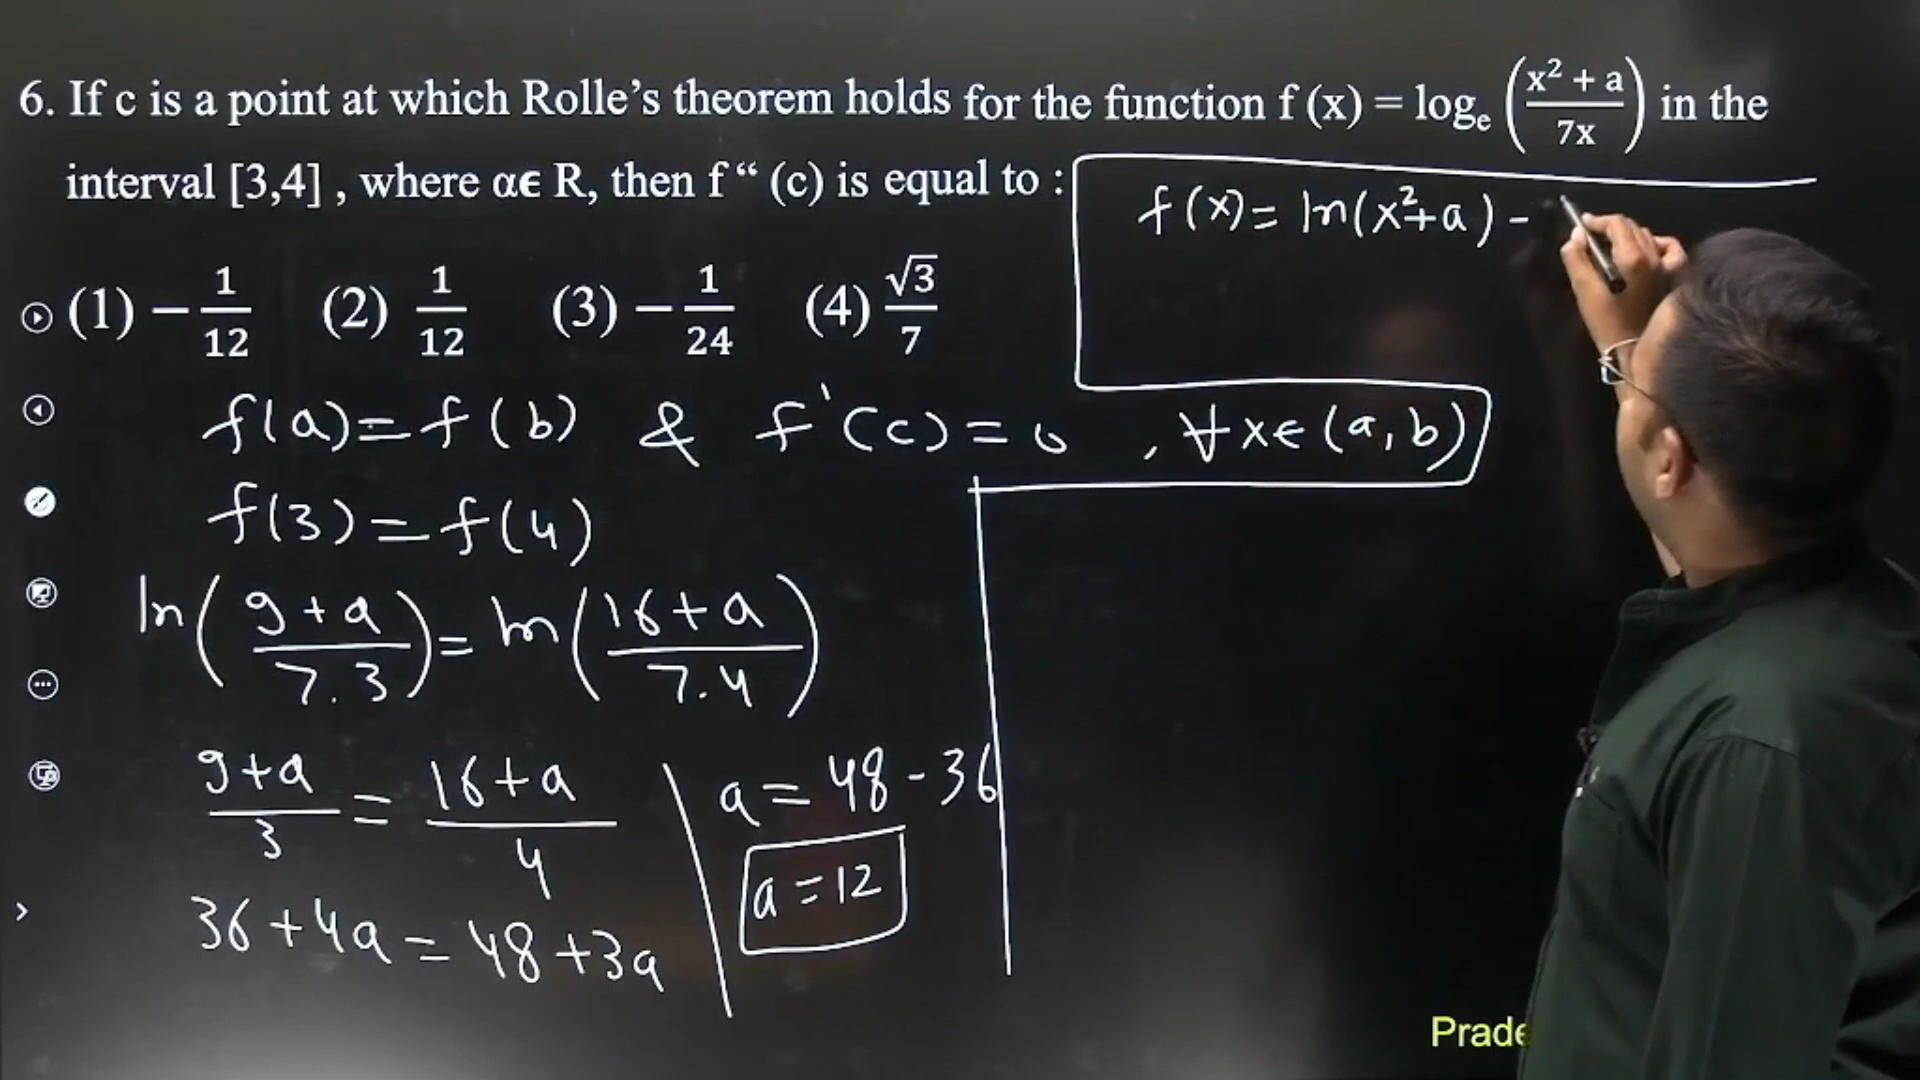 6. If c is a point at which Rolle’s theorem holds for the function f (x) = logₑ ((x² + a)/(7x)) in the
interval [3,4] , where αϵ R, then f “ (c) is equal to :
(1) − 1/12 (2) 1/12 (3) − 1/24 (4) √3/7
f(x) = ln(x²+a) -
f(a) = f(b) & f'(c) = 0 , ∀ x ∈ (a, b)
f(3) = f(4)
ln((9+a)/(7.3)) = ln((16+a)/(7.4))
(9+a)/3 = (16+a)/4
36+4a = 48+3a
a = 48 - 36
a = 12
Prade